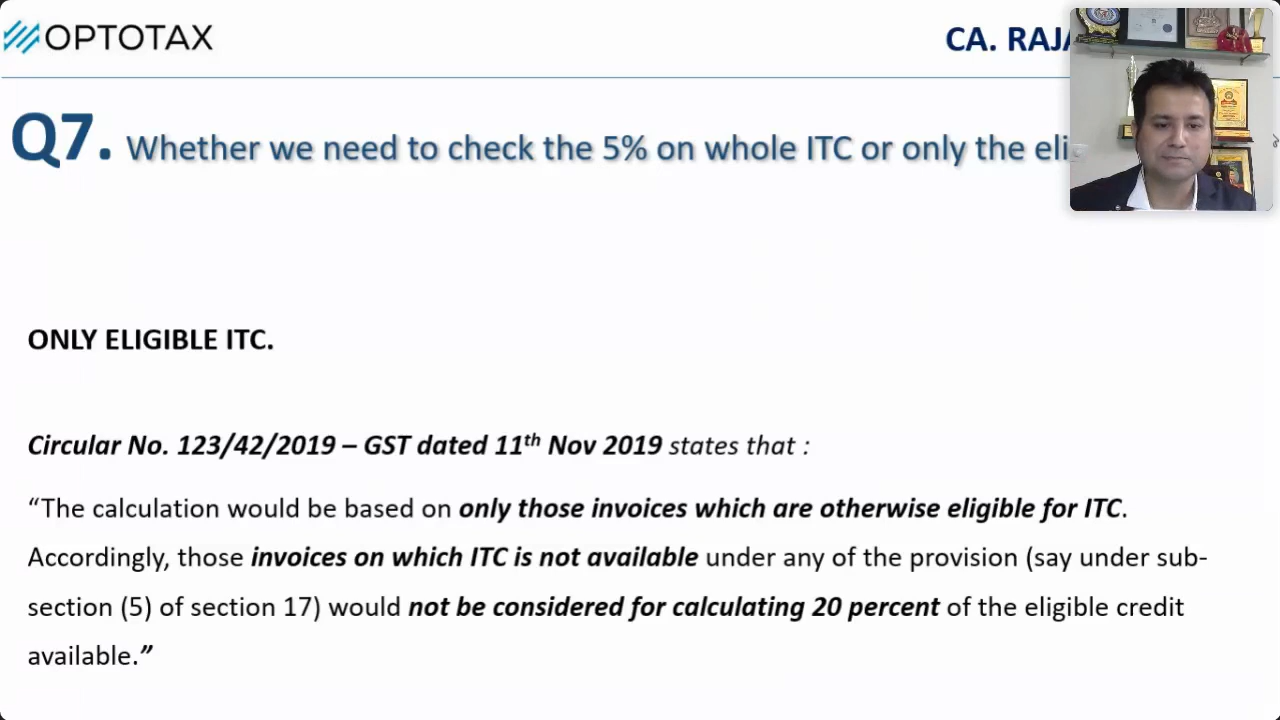 OPTOTAX
CA.
Q7. Whether we need to check the 5% on whole ITC or only the
ONLY ELIGIBLE ITC.
Circular No. 123/42/2019 – GST dated 11th Nov 2019 states that :
“The calculation would be based on only those invoices which are otherwise eligible for ITC.
Accordingly, those invoices on which ITC is not available under any of the provision (say under sub-
section (5) of section 17) would not be considered for calculating 20 percent of the eligible credit
available.”